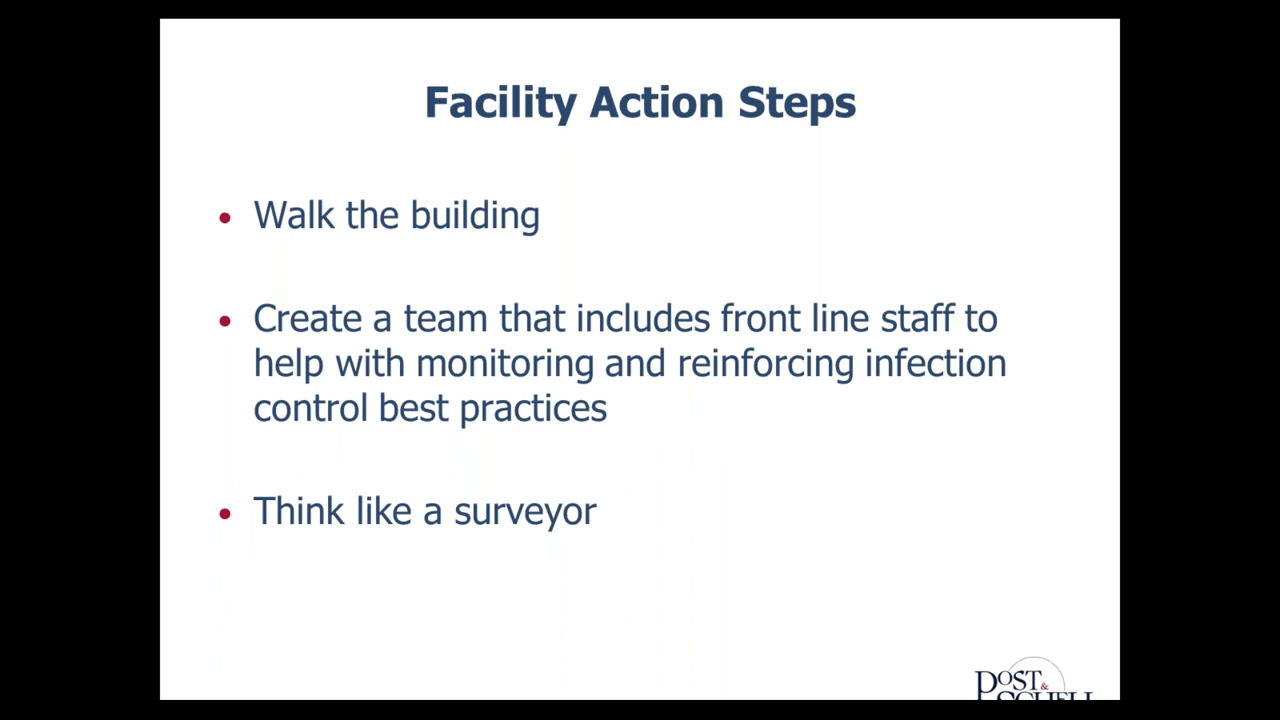 Facility Action Steps
• Walk the building
• Create a team that includes front line staff to
help with monitoring and reinforcing infection
control best practices
• Think like a surveyor
POST &
SCHELL